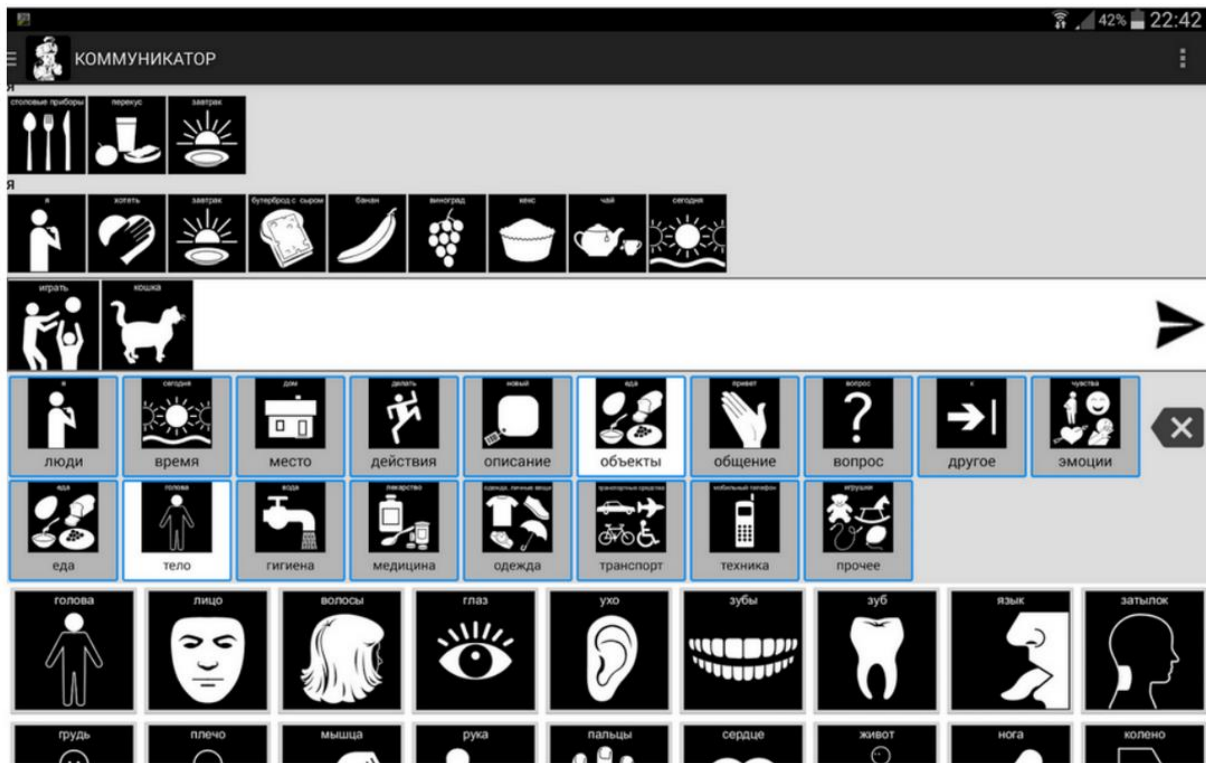 42% 22:42
КОММУНИКАТОР
Я
столовые приборы перекус завтрак
Я
я хотеть завтрак бутерброд с сыром банан виноград кекс чай сегодня
играть кошка
я сегодня дом делать новый еда привет вопрос к чувства
люди время место действия описание объекты общение вопрос другое эмоции
еда голова вода лекарство одежда, личные вещи транспортные средства мобильный телефон игрушки
еда тело гигиена медицина одежда транспорт техника прочее
голова лицо волосы глаз ухо зубы зуб язык затылок
грудь плечо мышца рука пальцы сердце живот нога колено